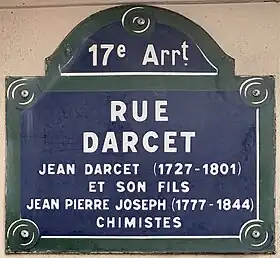 17e Arrt
RUE
DARCET
JEAN DARCET (1727-1801)
ET SON FILS
JEAN PIERRE JOSEPH (1777-1844)
CHIMISTES